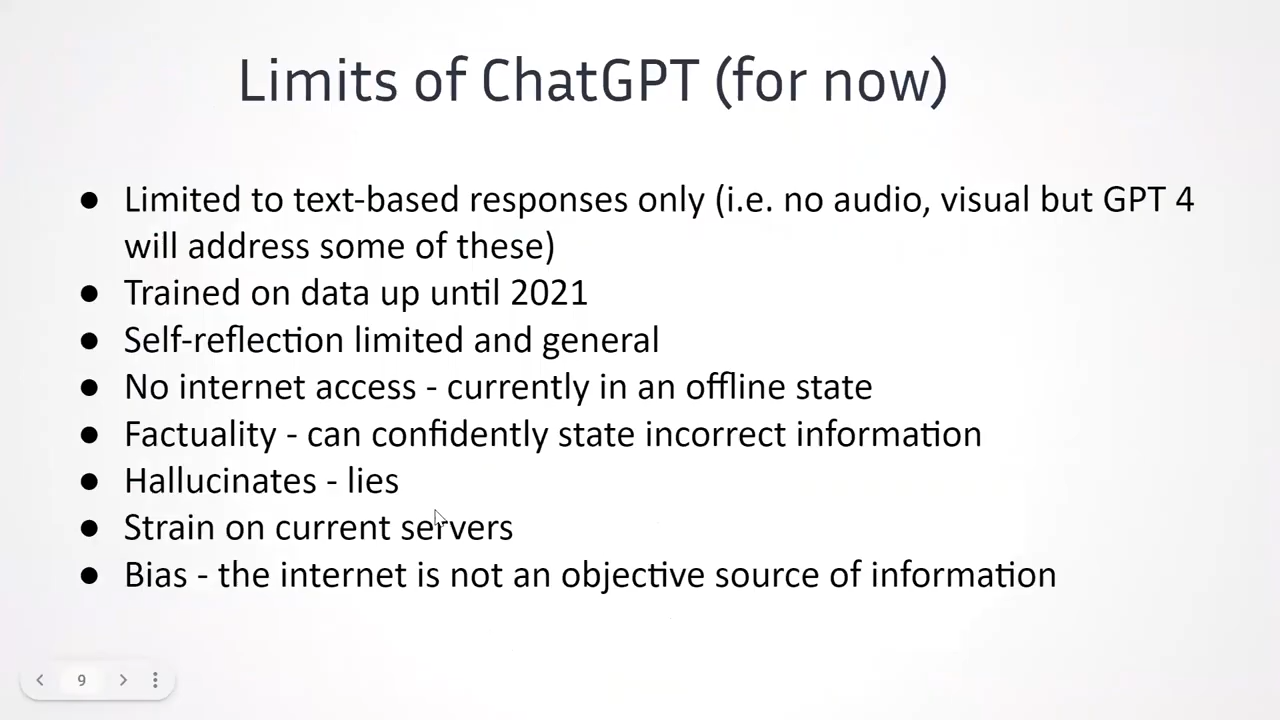 Limits of ChatGPT (for now)
● Limited to text-based responses only (i.e. no audio, visual but GPT 4
will address some of these)
● Trained on data up until 2021
● Self-reflection limited and general
● No internet access - currently in an offline state
● Factuality - can confidently state incorrect information
● Hallucinates - lies
● Strain on current servers
● Bias - the internet is not an objective source of information
9